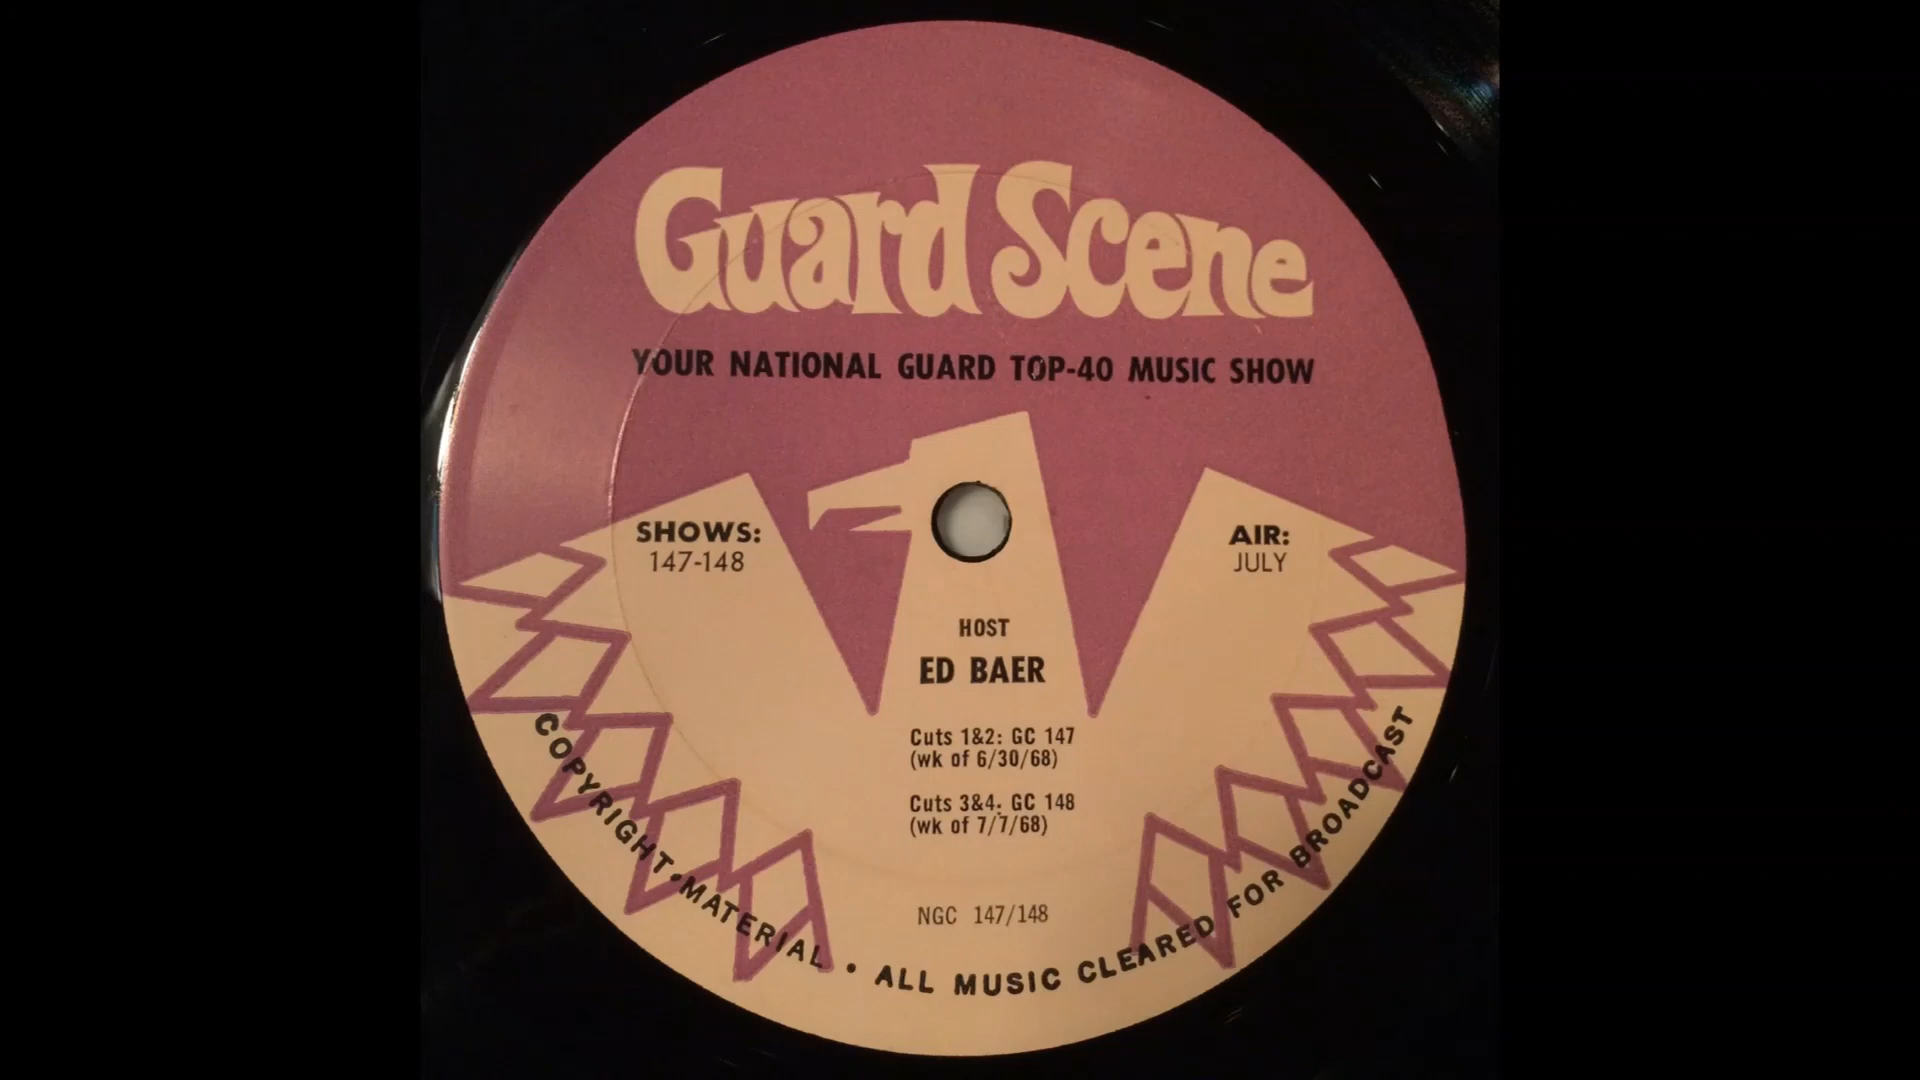 Guard Scene
YOUR NATIONAL GUARD TOP-40 MUSIC SHOW
SHOWS:
147-148
AIR:
JULY
HOST
ED BAER
Cuts 1&2: GC 147
(wk of 6/30/68)
Cuts 3&4: GC 148
(wk of 7/7/68)
NGC 147/148
COPYRIGHT • MATERIAL • ALL MUSIC CLEARED FOR BROADCAST